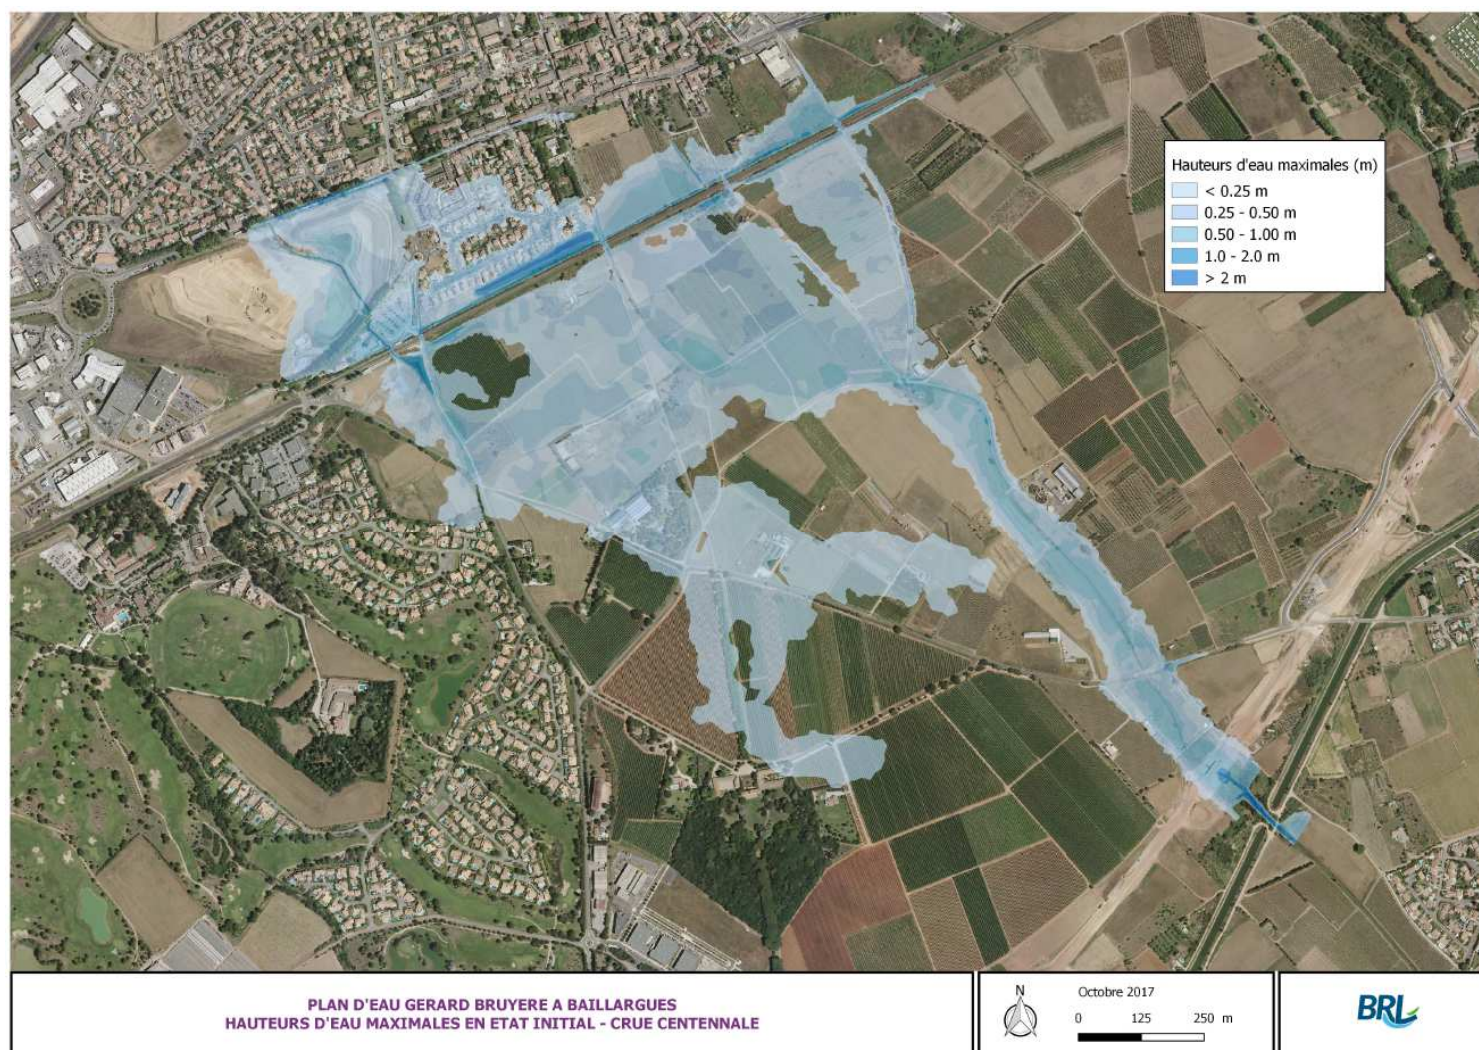 Hauteurs d'eau maximales (m)
< 0.25 m
0.25 - 0.50 m
0.50 - 1.00 m
1.0 - 2.0 m
> 2 m
PLAN D'EAU GERARD BRUYERE A BAILLARGUES
HAUTEURS D'EAU MAXIMALES EN ETAT INITIAL - CRUE CENTENNALE
N
Octobre 2017
0 125 250 m
BRL